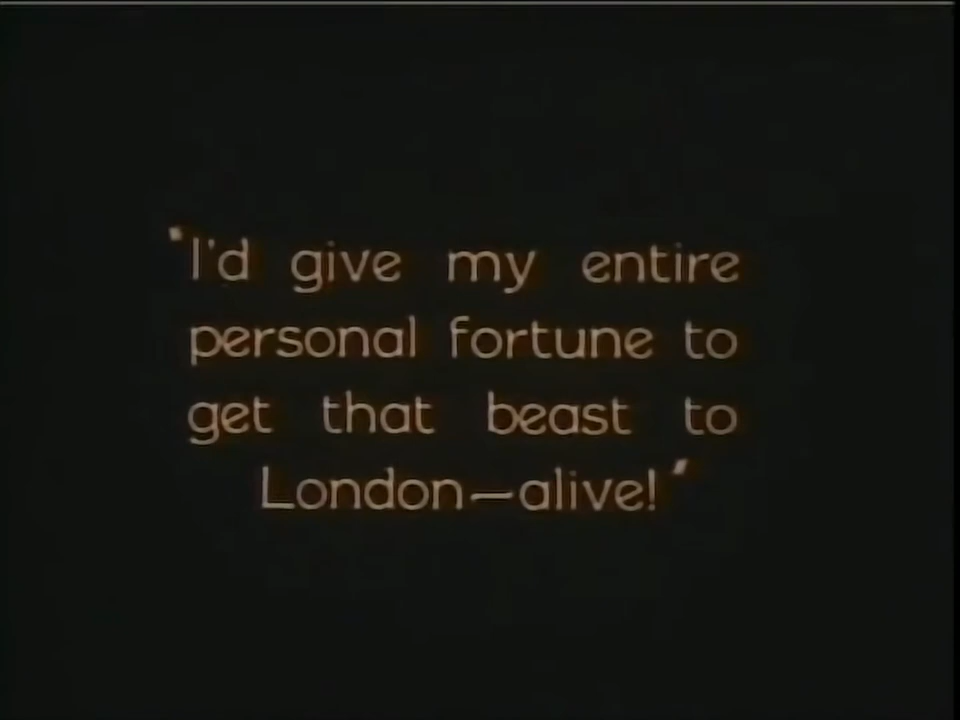 'I'd give my entire
personal fortune to
get that beast to
London—alive!'